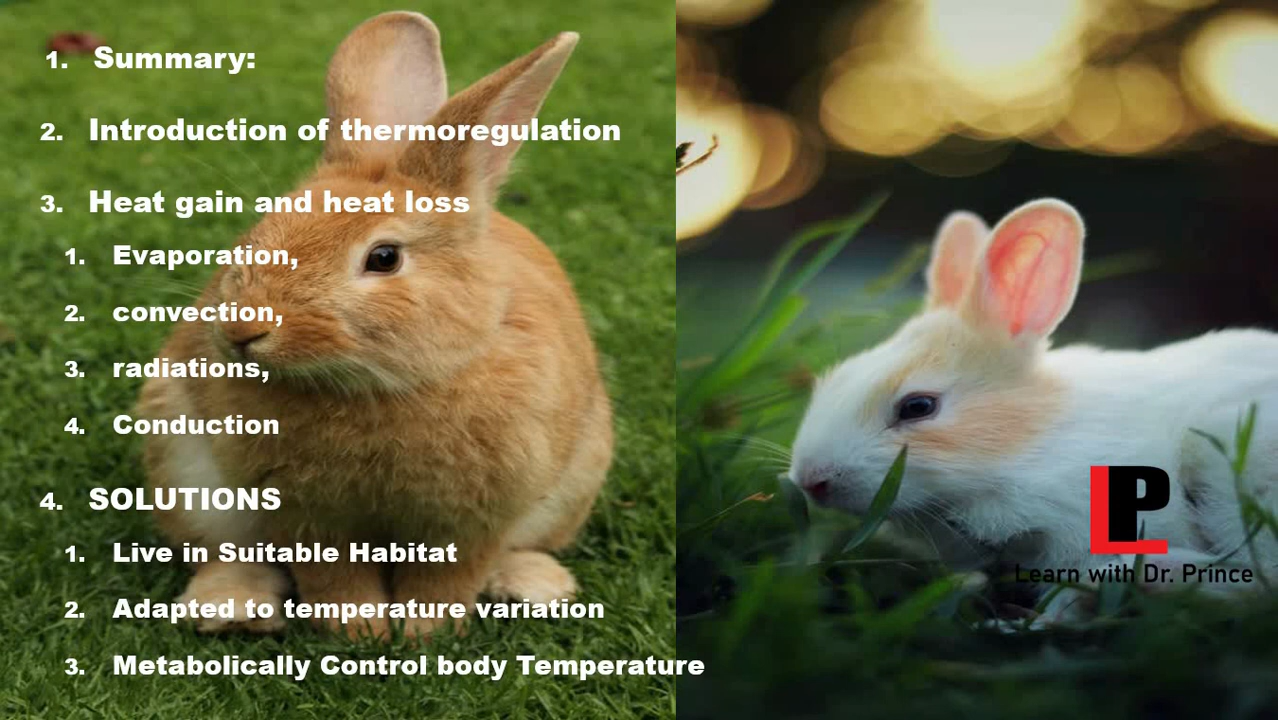 1. Summary:
2. Introduction of thermoregulation
3. Heat gain and heat loss
1. Evaporation,
2. convection,
3. radiations,
4. Conduction
4. SOLUTIONS
1. Live in Suitable Habitat
2. Adapted to temperature variation
3. Metabolically Control body Temperature
LP
Learn with Dr. Prince